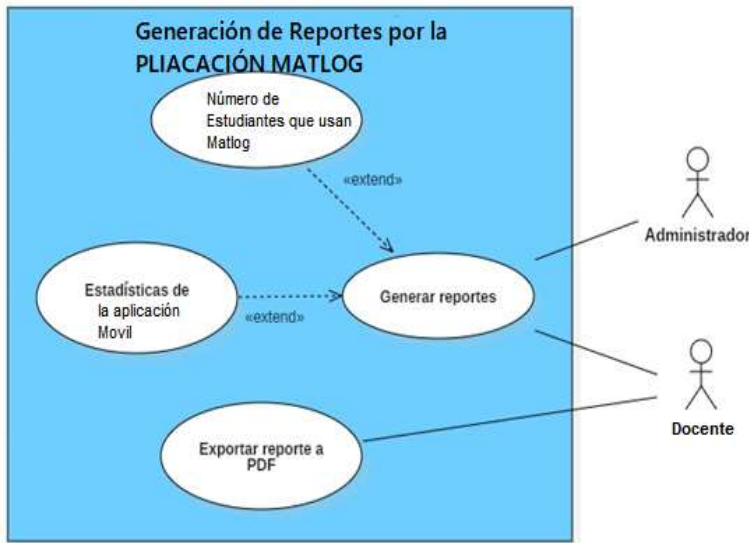 Generación de Reportes por la
PLIACACIÓN MATLOG
Número de
Estudiantes que usan
Matlog
«extend»
Administrador
Estadísticas de
la aplicación
Movil
«extend»
Generar reportes
Docente
Exportar reporte a
PDF